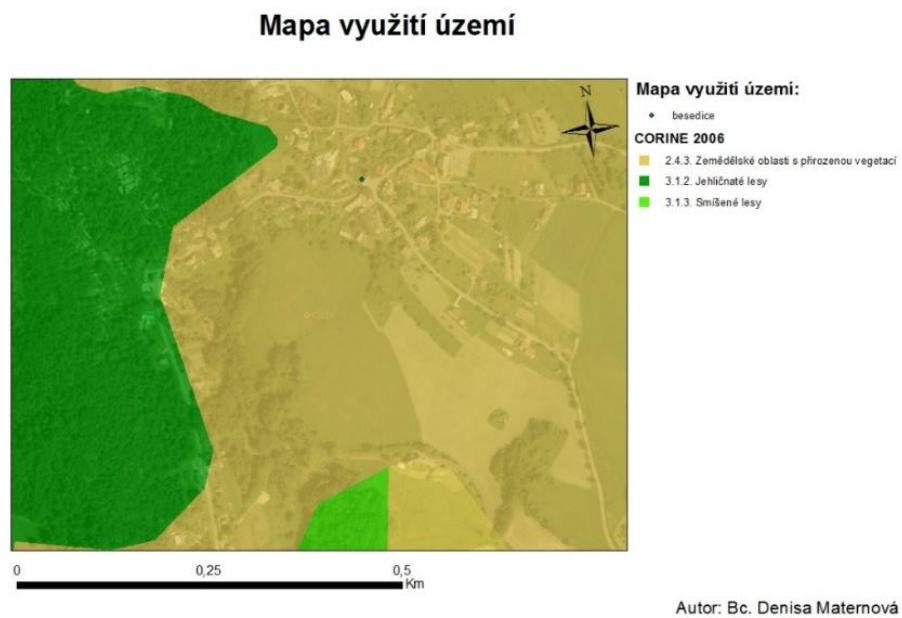 Mapa využití území
N
Mapa využití území:
besedice
CORINE 2006
2.4.3. Zemědělské oblasti s přirozenou vegetací
3.1.2. Jehličnaté lesy
3.1.3. Smíšené lesy
0 0,25 0,5
Km
Autor: Bc. Denisa Maternová